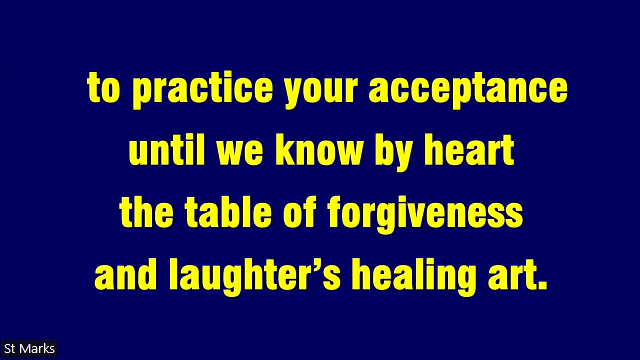 to practice your acceptance
until we know by heart
the table of forgiveness
and laughter’s healing art.
St Marks